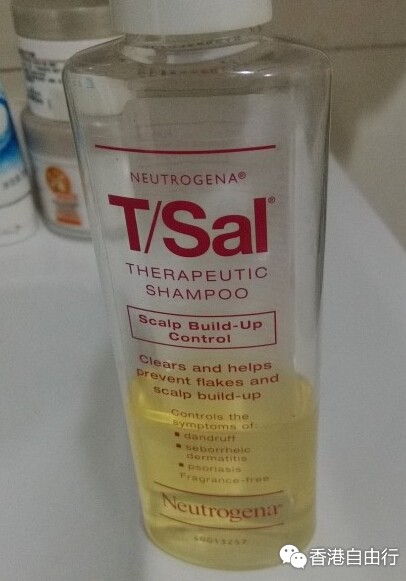 NEUTROGENA®
T/Sal®
THERAPEUTIC
SHAMPOO
Scalp Build-Up
Control
Clears and helps
prevent flakes and
scalp build-up
Controls the
symptoms of:
▪ dandruff
▪ seborrheic
dermatitis
▪ psoriasis
Fragrance-free
Neutrogena®
香港自由行